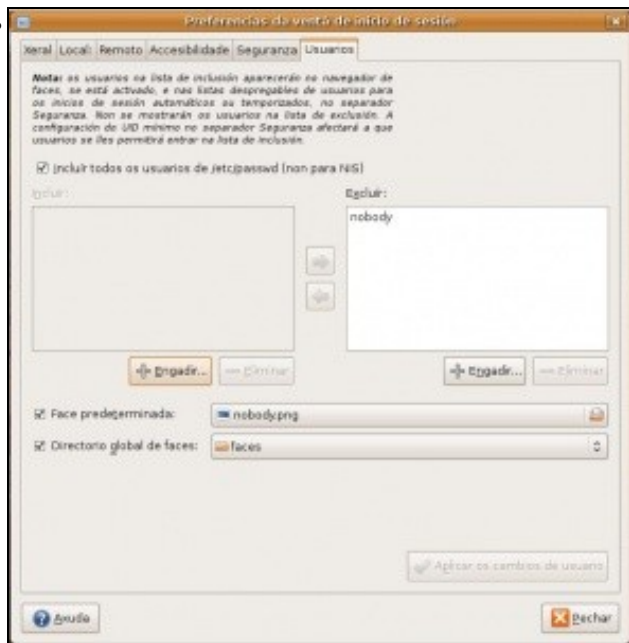 Preferencias da ventá de inicio de sesión
Xeral Local: Remoto Accesibilidade Seguranza Usuarios
Nota: os usuarios na lista de inclusión aparecerán no navegador de
faces, se está activado, e nas listas despregables de usuarios para
os inicios de sesión automáticos ou temporizados, no separador
Seguranza. Non se mostrarán os usuarios na lista de exclusión. A
configuración de UID mínimo no separador Seguranza afectará a que
usuarios se lles permitirá entrar na lista de inclusión.
Incluír todos os usuarios de /etc/passwd (non para NIS)
Incluír: Excluír:
nobody
Engadir... Eliminar Engadir... Eliminar
Face predeterminada: nobody.png
Directorio global de faces: faces
Aplicar os cambios de usuario
Axuda Pechar